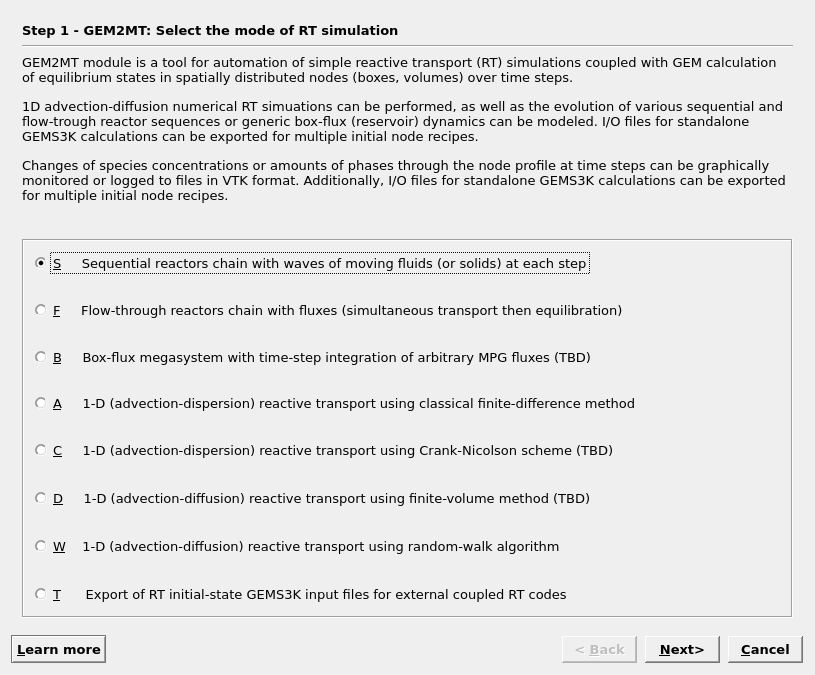 Step 1 - GEM2MT: Select the mode of RT simulation
GEM2MT module is a tool for automation of simple reactive transport (RT) simulations coupled with GEM calculation
of equilibrium states in spatially distributed nodes (boxes, volumes) over time steps.
1D advection-diffusion numerical RT simuations can be performed, as well as the evolution of various sequential and
flow-trough reactor sequences or generic box-flux (reservoir) dynamics can be modeled. I/O files for standalone
GEMS3K calculations can be exported for multiple initial node recipes.
Changes of species concentrations or amounts of phases through the node profile at time steps can be graphically
monitored or logged to files in VTK format. Additionally, I/O files for standalone GEMS3K calculations can be exported
for multiple initial node recipes.
S Sequential reactors chain with waves of moving fluids (or solids) at each step
F Flow-through reactors chain with fluxes (simultaneous transport then equilibration)
B Box-flux megasystem with time-step integration of arbitrary MPG fluxes (TBD)
A 1-D (advection-dispersion) reactive transport using classical finite-difference method
C 1-D (advection-dispersion) reactive transport using Crank-Nicolson scheme (TBD)
D 1-D (advection-diffusion) reactive transport using finite-volume method (TBD)
W 1-D (advection-diffusion) reactive transport using random-walk algorithm
T Export of RT initial-state GEMS3K input files for external coupled RT codes
Learn more < Back Next> Cancel